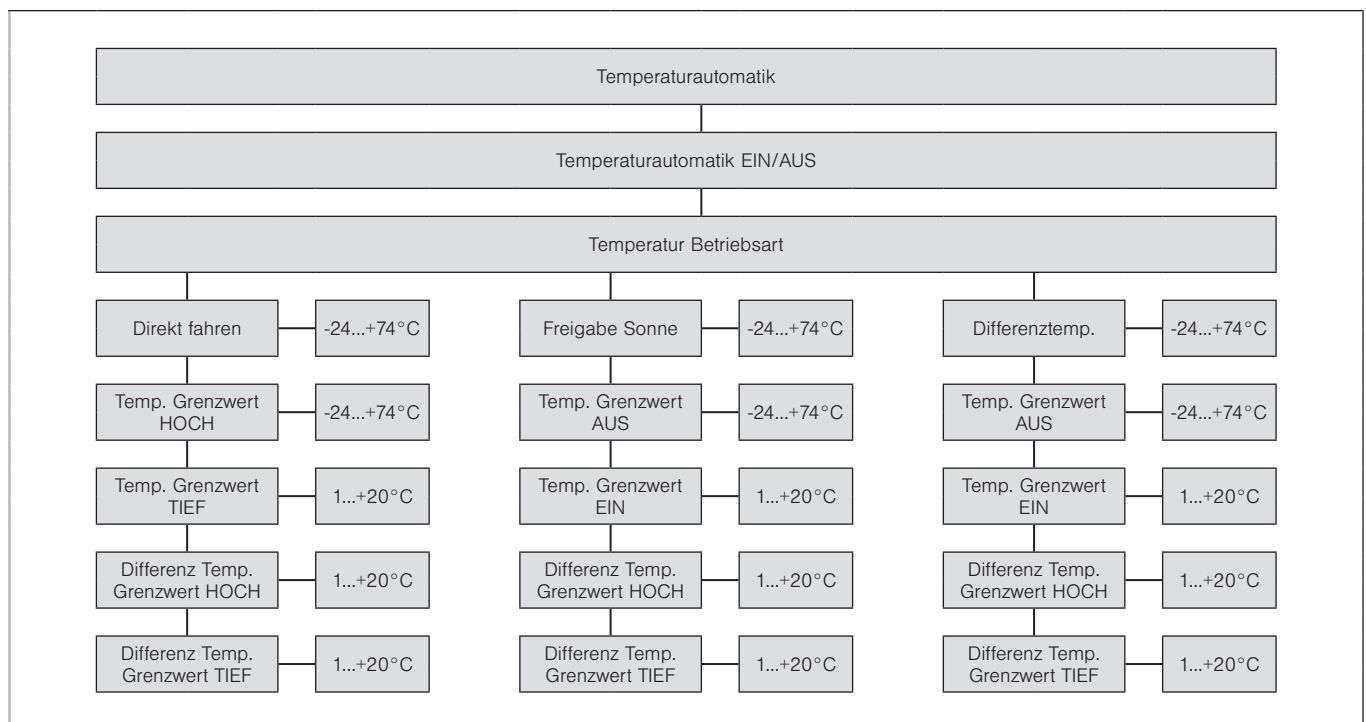 Temperaturautomatik
Temperaturautomatik EIN/AUS
Temperatur Betriebsart
Direkt fahren
-24...+74°C
Temp. Grenzwert
HOCH
-24...+74°C
Temp. Grenzwert
TIEF
1...+20°C
Differenz Temp.
Grenzwert HOCH
1...+20°C
Differenz Temp.
Grenzwert TIEF
1...+20°C
Freigabe Sonne
-24...+74°C
Temp. Grenzwert
AUS
-24...+74°C
Temp. Grenzwert
EIN
1...+20°C
Differenz Temp.
Grenzwert HOCH
1...+20°C
Differenz Temp.
Grenzwert TIEF
1...+20°C
Differenztemp.
-24...+74°C
Temp. Grenzwert
AUS
-24...+74°C
Temp. Grenzwert
EIN
1...+20°C
Differenz Temp.
Grenzwert HOCH
1...+20°C
Differenz Temp.
Grenzwert TIEF
1...+20°C